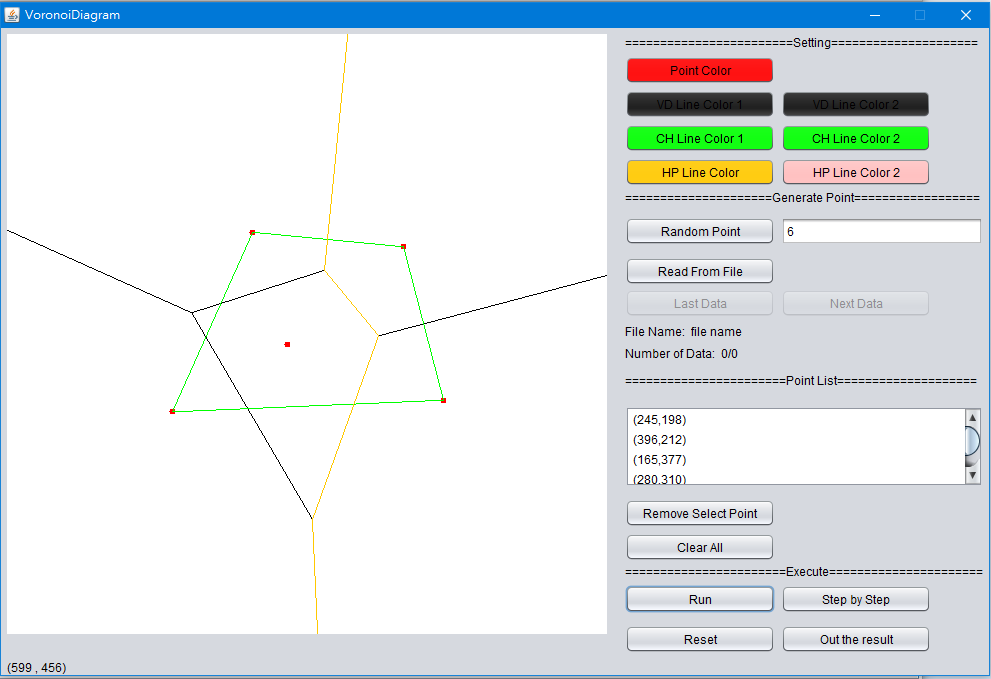 VoronoiDiagram
========================Setting=====================
Point Color
VD Line Color 1 VD Line Color 2
CH Line Color 1 CH Line Color 2
HP Line Color HP Line Color 2
=====================Generate Point==================
Random Point 6
Read From File
Last Data Next Data
File Name: file name
Number of Data: 0/0
=======================Point List====================
(245,198)
(396,212)
(165,377)
(280,310)
Remove Select Point
Clear All
=======================Execute======================
Run Step by Step
Reset Out the result
(599 , 456)